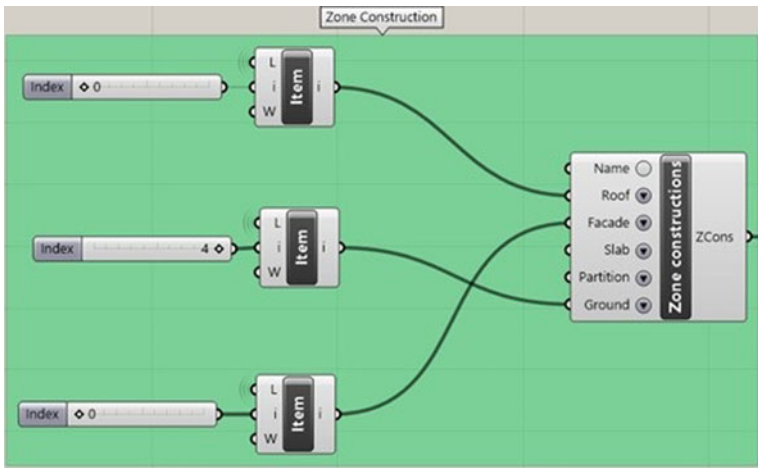 Zone Construction
Index 0
L
i
W
Item
i
Index 4
L
i
W
Item
i
Index 0
L
i
W
Item
i
Name
Roof
Facade
Slab
Partition
Ground
Zone constructions
ZCons